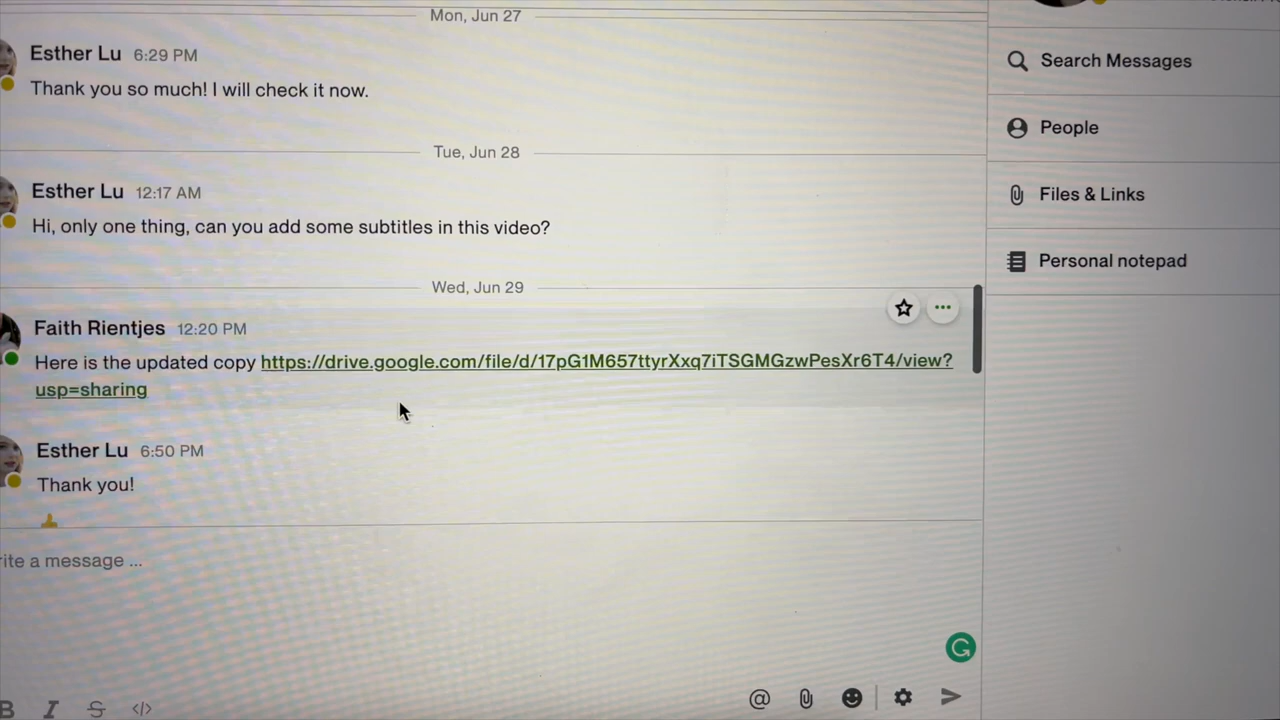 Mon, Jun 27
Esther Lu 6:29 PM
Thank you so much! I will check it now.
Tue, Jun 28
Esther Lu 12:17 AM
Hi, only one thing, can you add some subtitles in this video?
Wed, Jun 29
Faith Rientjes 12:20 PM
Here is the updated copy https://drive.google.com/file/d/17pG1M657ttyrXxq7iTSGMGzwPesXr6T4/view?
usp=sharing
Esther Lu 6:50 PM
Thank you!
rite a message ...
B I S </>
@
Search Messages
People
Files & Links
Personal notepad